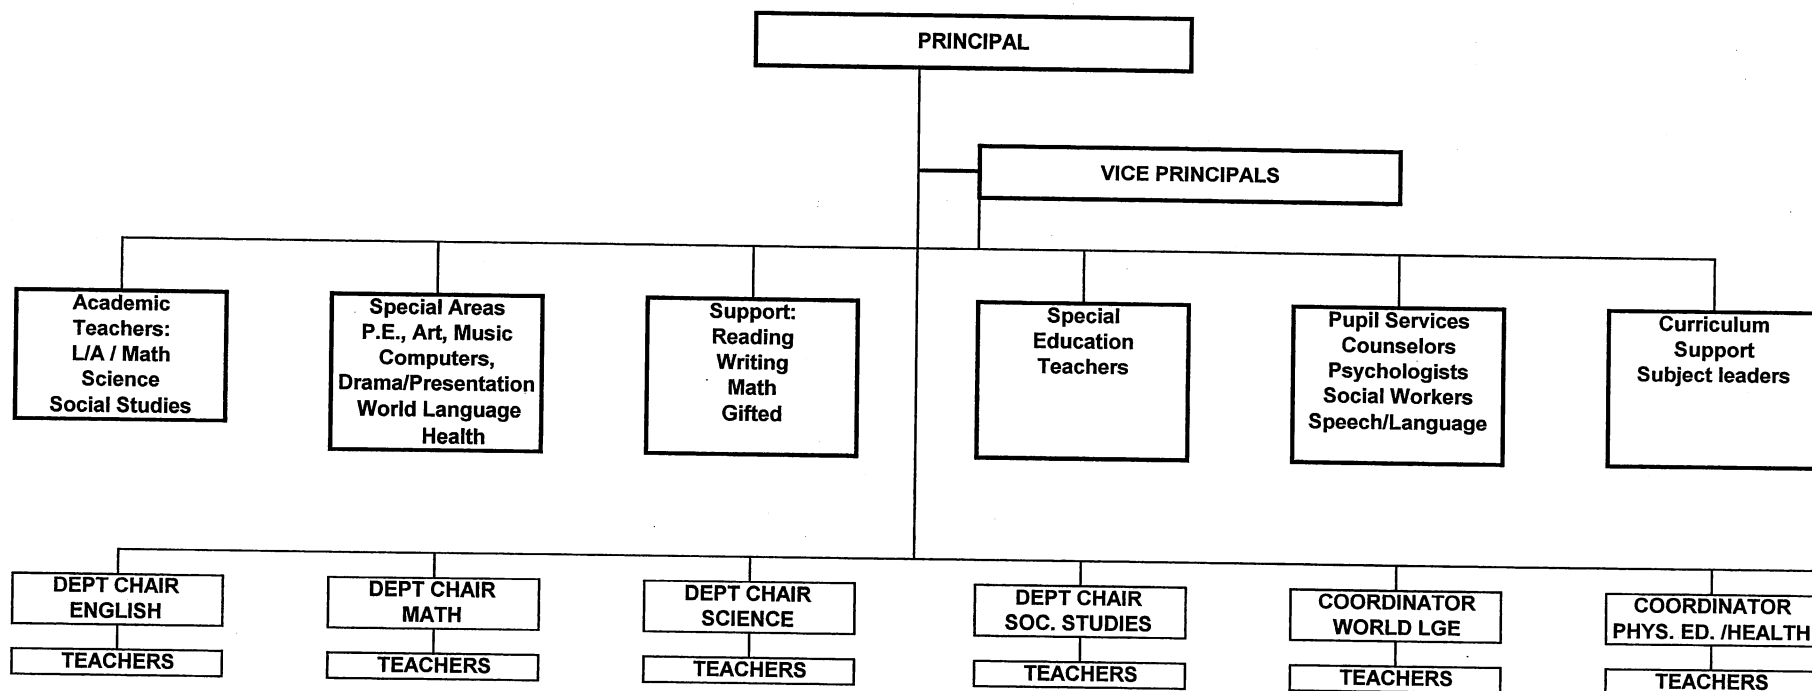 PRINCIPAL
VICE PRINCIPALS
Academic
Teachers:
L/A / Math
Science
Social Studies
Special Areas
P.E., Art, Music
Computers,
Drama/Presentation
World Language
Health
Support:
Reading
Writing
Math
Gifted
Special
Education
Teachers
Pupil Services
Counselors
Psychologists
Social Workers
Speech/Language
Curriculum
Support
Subject leaders
DEPT CHAIR
ENGLISH
DEPT CHAIR
MATH
DEPT CHAIR
SCIENCE
DEPT CHAIR
SOC. STUDIES
COORDINATOR
WORLD LGE
COORDINATOR
PHYS. ED. /HEALTH
TEACHERS
TEACHERS
TEACHERS
TEACHERS
TEACHERS
TEACHERS